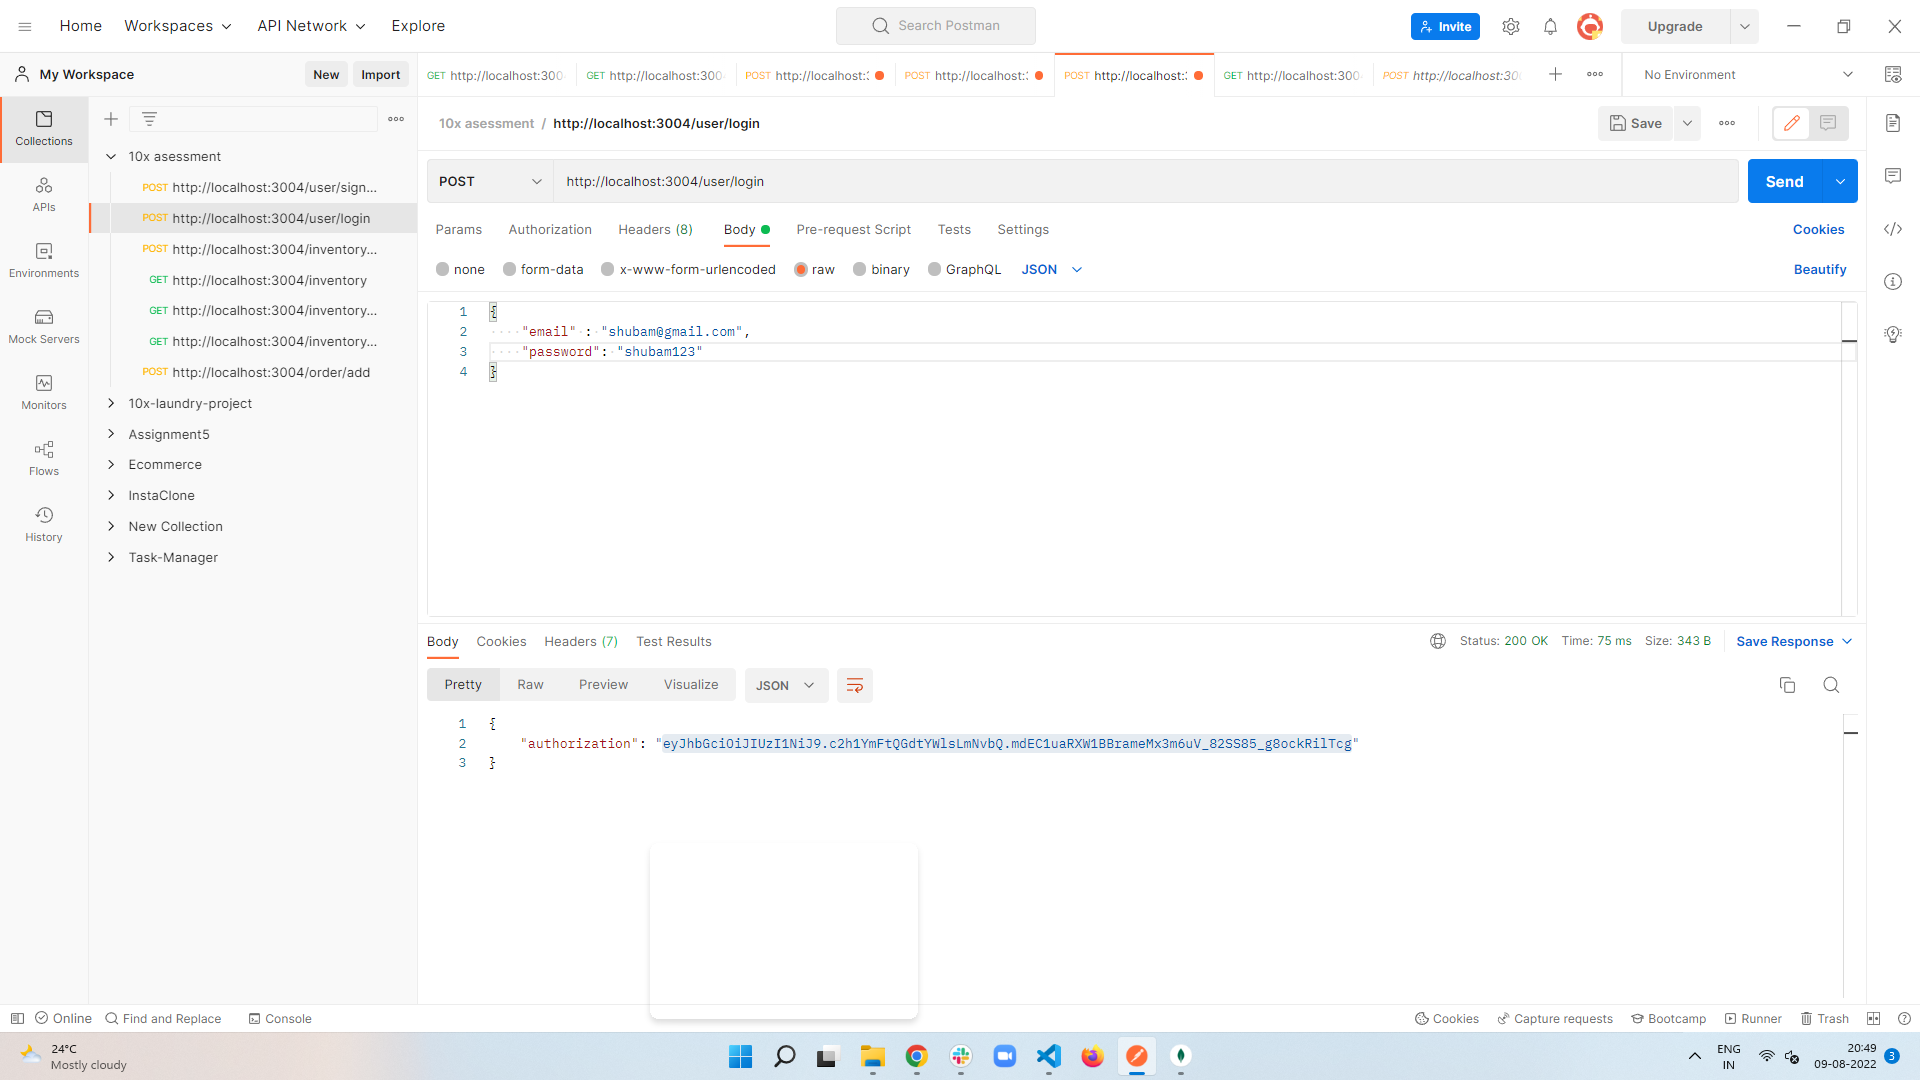 Home Workspaces API Network Explore Search Postman Invite Upgrade
My Workspace New Import
GET http://localhost:300 GET http://localhost:300 POST http://localhost: POST http://localhost: POST http://localhost: GET http://localhost:300 POST http://localhost:30 No Environment
10x asessment / http://localhost:3004/user/login Save
POST http://localhost:3004/user/login Send
Params Authorization Headers (8) Body Pre-request Script Tests Settings Cookies
none form-data x-www-form-urlencoded raw binary GraphQL JSON Beautify
1 {
2 "email" : "shubam@gmail.com",
3 "password": "shubam123"
4 }
Collections
APIs
Environments
Mock Servers
Monitors
Flows
History
10x asessment
POST http://localhost:3004/user/sign...
POST http://localhost:3004/user/login
POST http://localhost:3004/inventory...
GET http://localhost:3004/inventory
GET http://localhost:3004/inventory...
GET http://localhost:3004/inventory...
POST http://localhost:3004/order/add
10x-laundry-project
Assignment5
Ecommerce
InstaClone
New Collection
Task-Manager
Body Cookies Headers (7) Test Results Status: 200 OK Time: 75 ms Size: 343 B Save Response
Pretty Raw Preview Visualize JSON
1 {
2 "authorization": "eyJhbGciOiJIUzI1NiJ9.c2h1YmFtQGdtYWlsLmNvbQ.mdEC1uaRXW1BBrameMx3m6uV_82SS85_g8ockRilTcg"
3 }
Online Find and Replace Console Cookies Capture requests Bootcamp Runner Trash
24°C
Mostly cloudy
ENG
IN
20:49
09-08-2022
3